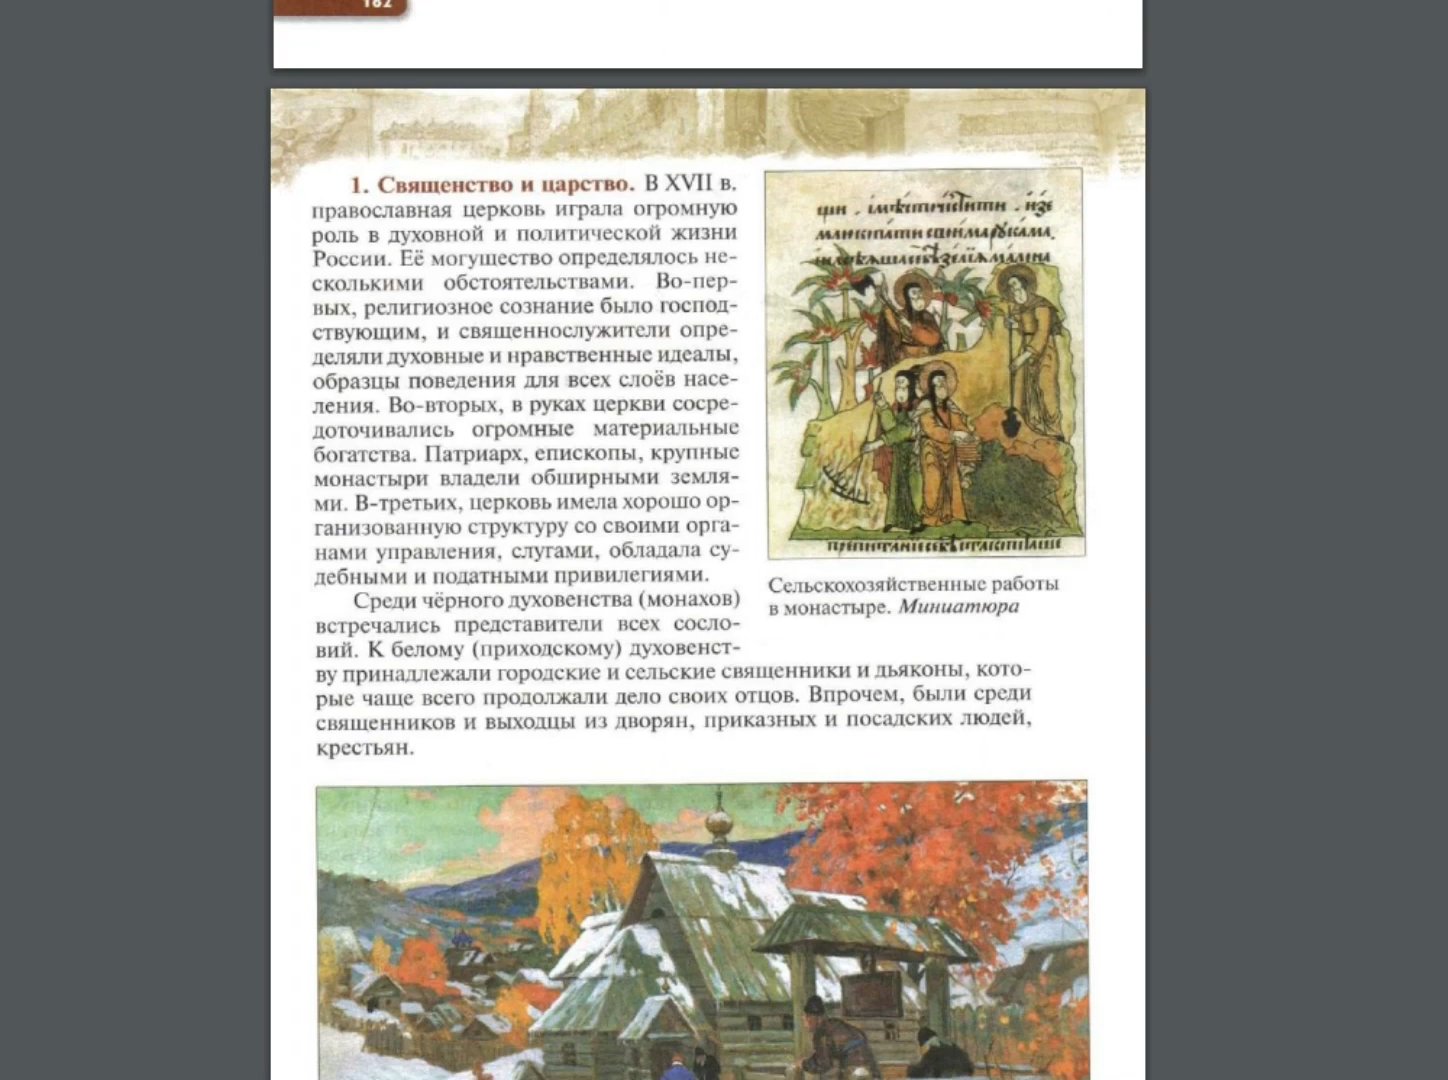 182
1. Священство и царство. В XVII в.
православная церковь играла огромную
роль в духовной и политической жизни
России. Её могущество определялось не-
сколькими обстоятельствами. Во-пер-
вых, религиозное сознание было господ-
ствующим, и священнослужители опре-
деляли духовные и нравственные идеалы,
образцы поведения для всех слоёв насе-
ления. Во-вторых, в руках церкви сосре-
доточивались огромные материальные
богатства. Патриарх, епископы, крупные
монастыри владели обширными земля-
ми. В-третьих, церковь имела хорошо ор-
ганизованную структуру со своими орга-
нами управления, слугами, обладала су-
дебными и податными привилегиями.
Среди чёрного духовенства (монахов)
встречались представители всех сосло-
вий. К белому (приходскому) духовенст-
ву принадлежали городские и сельские священники и дьяконы, кото-
рые чаще всего продолжали дело своих отцов. Впрочем, были среди
священников и выходцы из дворян, приказных и посадских людей,
крестьян.
Сельскохозяйственные работы
в монастыре. Миниатюра